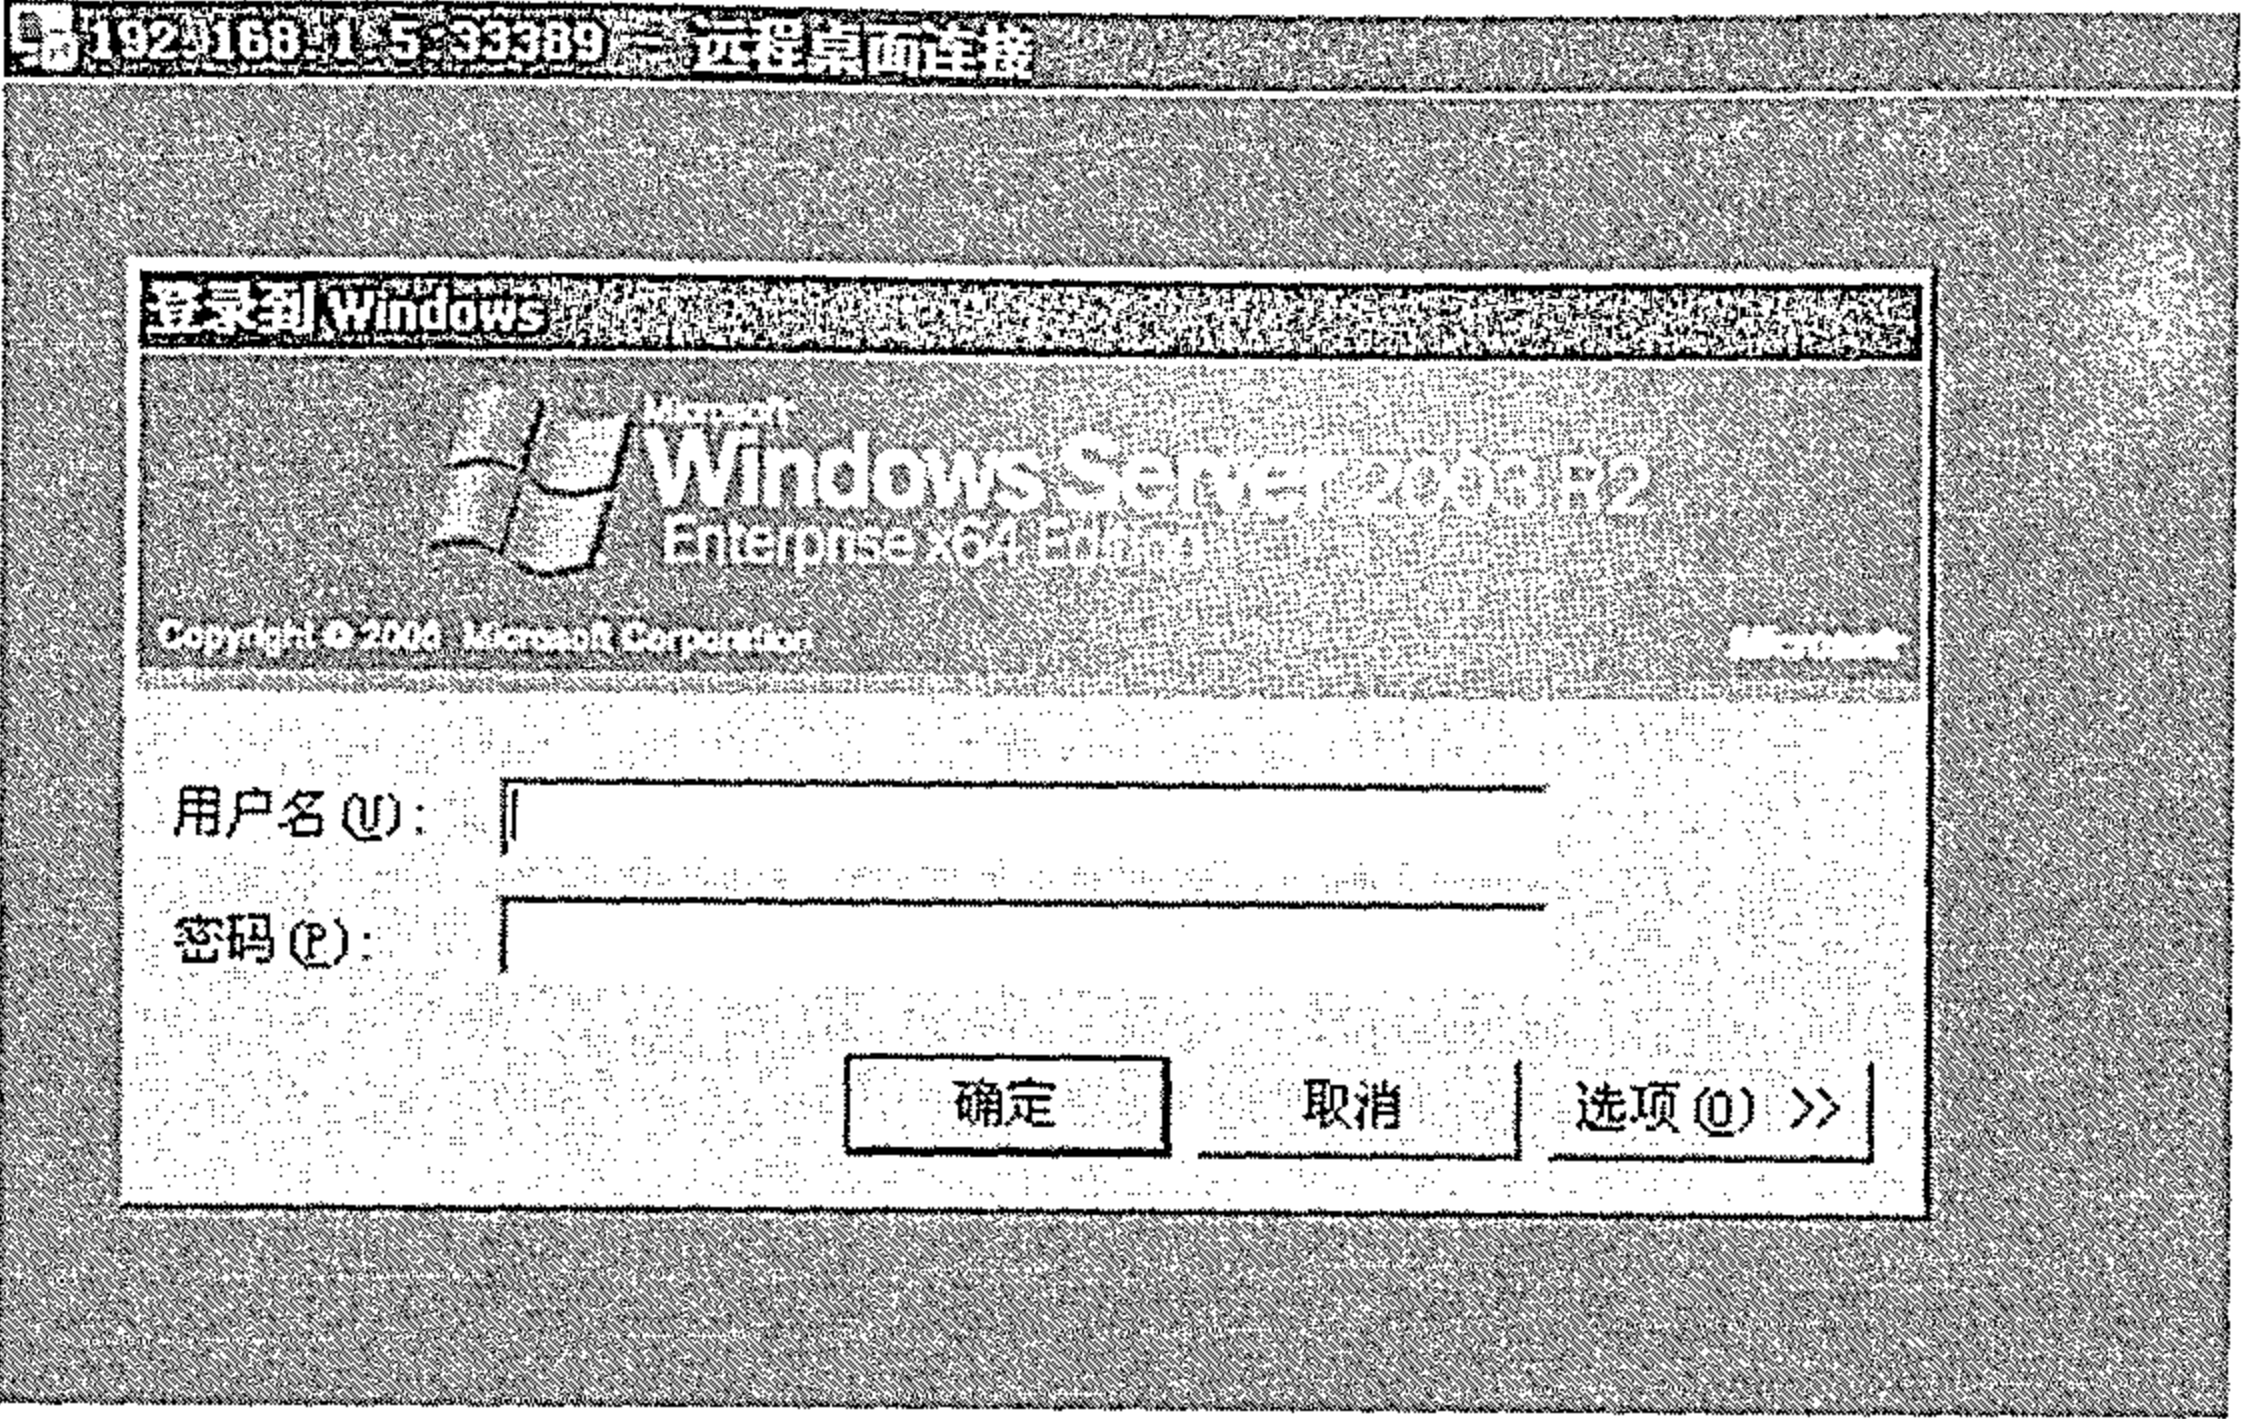 192.168.1.5:33389 - 远程桌面连接
登录到 Windows
Microsoft
Windows Server 2003 R2
Enterprise x64 Edition
Copyright © 2006 Microsoft Corporation
Microsoft
用户名(U):
密码(P):
确定 取消 选项(O) >>